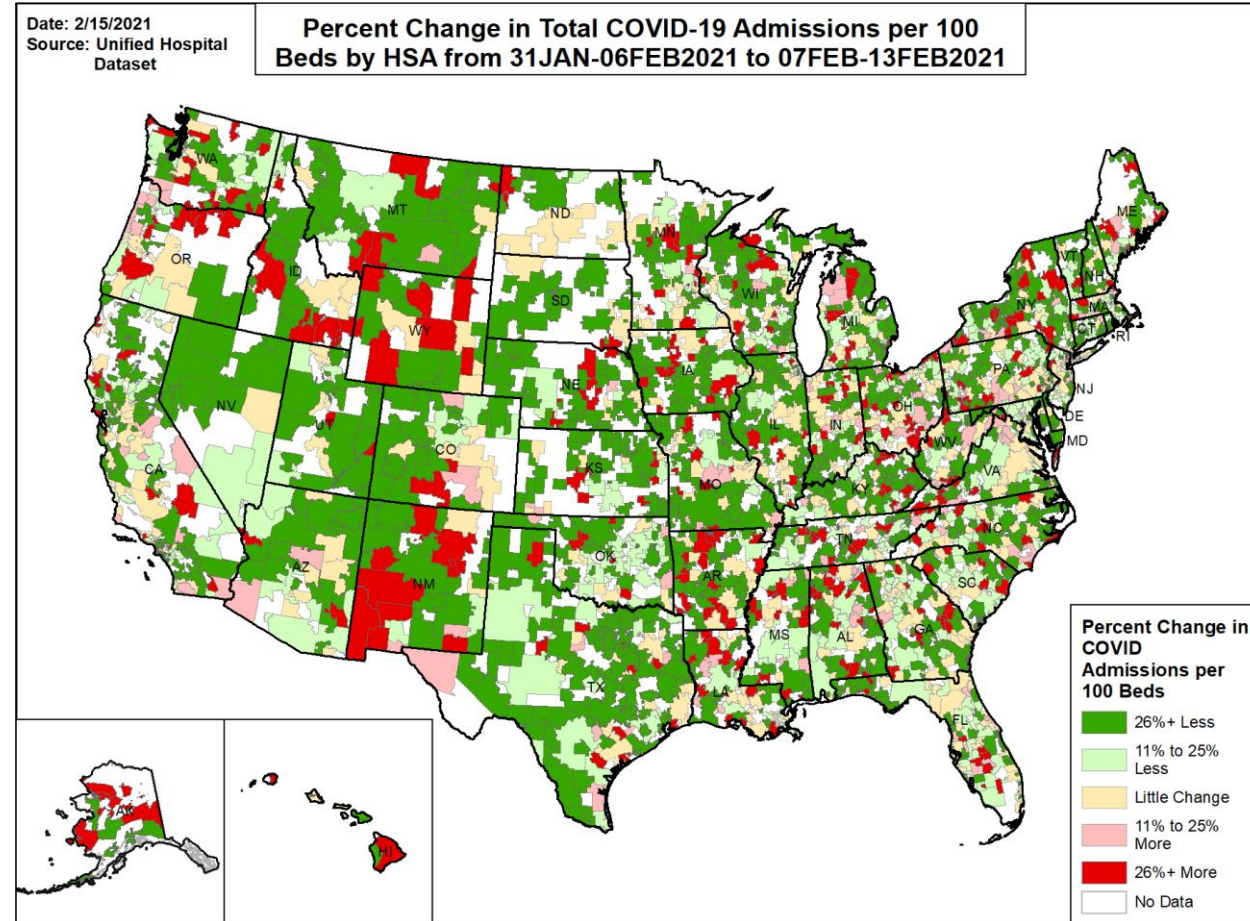 Date: 2/15/2021
Source: Unified Hospital
Dataset
Percent Change in Total COVID-19 Admissions per 100
Beds by HSA from 31JAN-06FEB2021 to 07FEB-13FEB2021
WA
MT
ND
MN
ME
OR
ID
SD
WI
VT
NH
NY
MA
CT
RI
WY
MI
IA
NE
PA
NJ
NV
UT
CO
IL
IN
OH
DE
MD
WV
VA
CA
KS
MO
KY
AZ
NM
OK
AR
TN
NC
SC
MS
AL
GA
TX
LA
FL
AK
HI
Percent Change in
COVID
Admissions per
100 Beds
26%+ Less
11% to 25%
Less
Little Change
11% to 25%
More
26%+ More
No Data